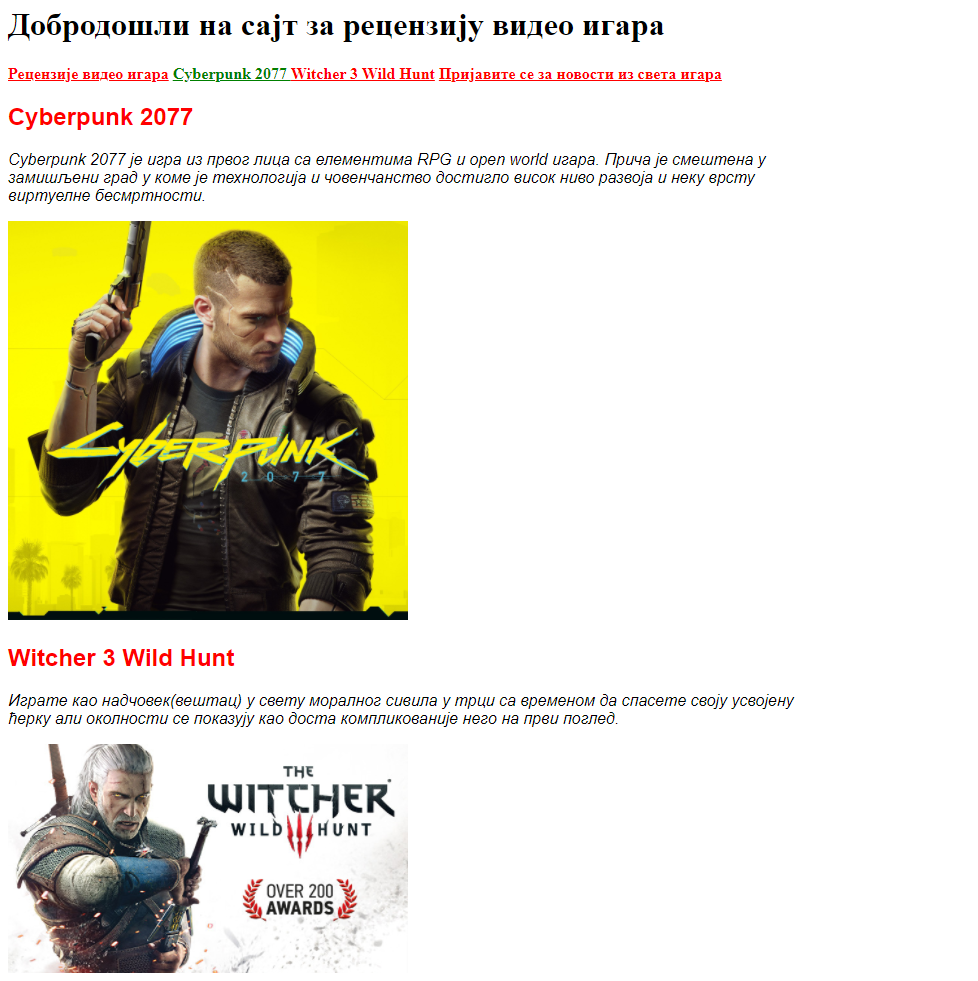 Добродошли на сајт за рецензију видео игара
Рецензије видео игара Cyberpunk 2077 Witcher 3 Wild Hunt Пријавите се за новости из света игара
Cyberpunk 2077
Cyberpunk 2077 је игра из првог лица са елементима RPG и open world игара. Прича је смештена у
замишљени град у коме је технологија и човенчанство достигло висок ниво развоја и неку врсту
виртуелне бесмртности.
CYBERPUNK
2077
Witcher 3 Wild Hunt
Играте као надчовек(вештац) у свету моралног сивила у трци са временом да спасете своју усвојену
ћерку али околности се показују као доста компликованије него на први поглед.
THE
WITCHER
WILD HUNT
OVER 200
AWARDS